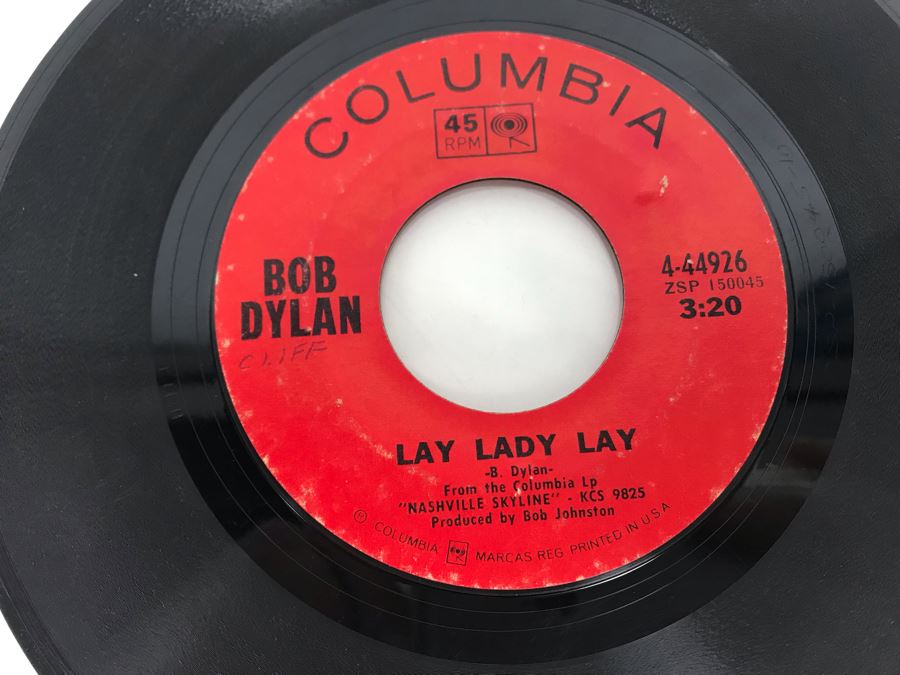 COLUMBIA
45
RPM
BOB
DYLAN
CLIFF
4-44926
ZSP 150045
3:20
LAY LADY LAY
-B. Dylan-
From the Columbia Lp
"NASHVILLE SKYLINE" - KCS 9825
Produced by Bob Johnston
Ⓡ COLUMBIA MARCAS REG. PRINTED IN U.S.A.